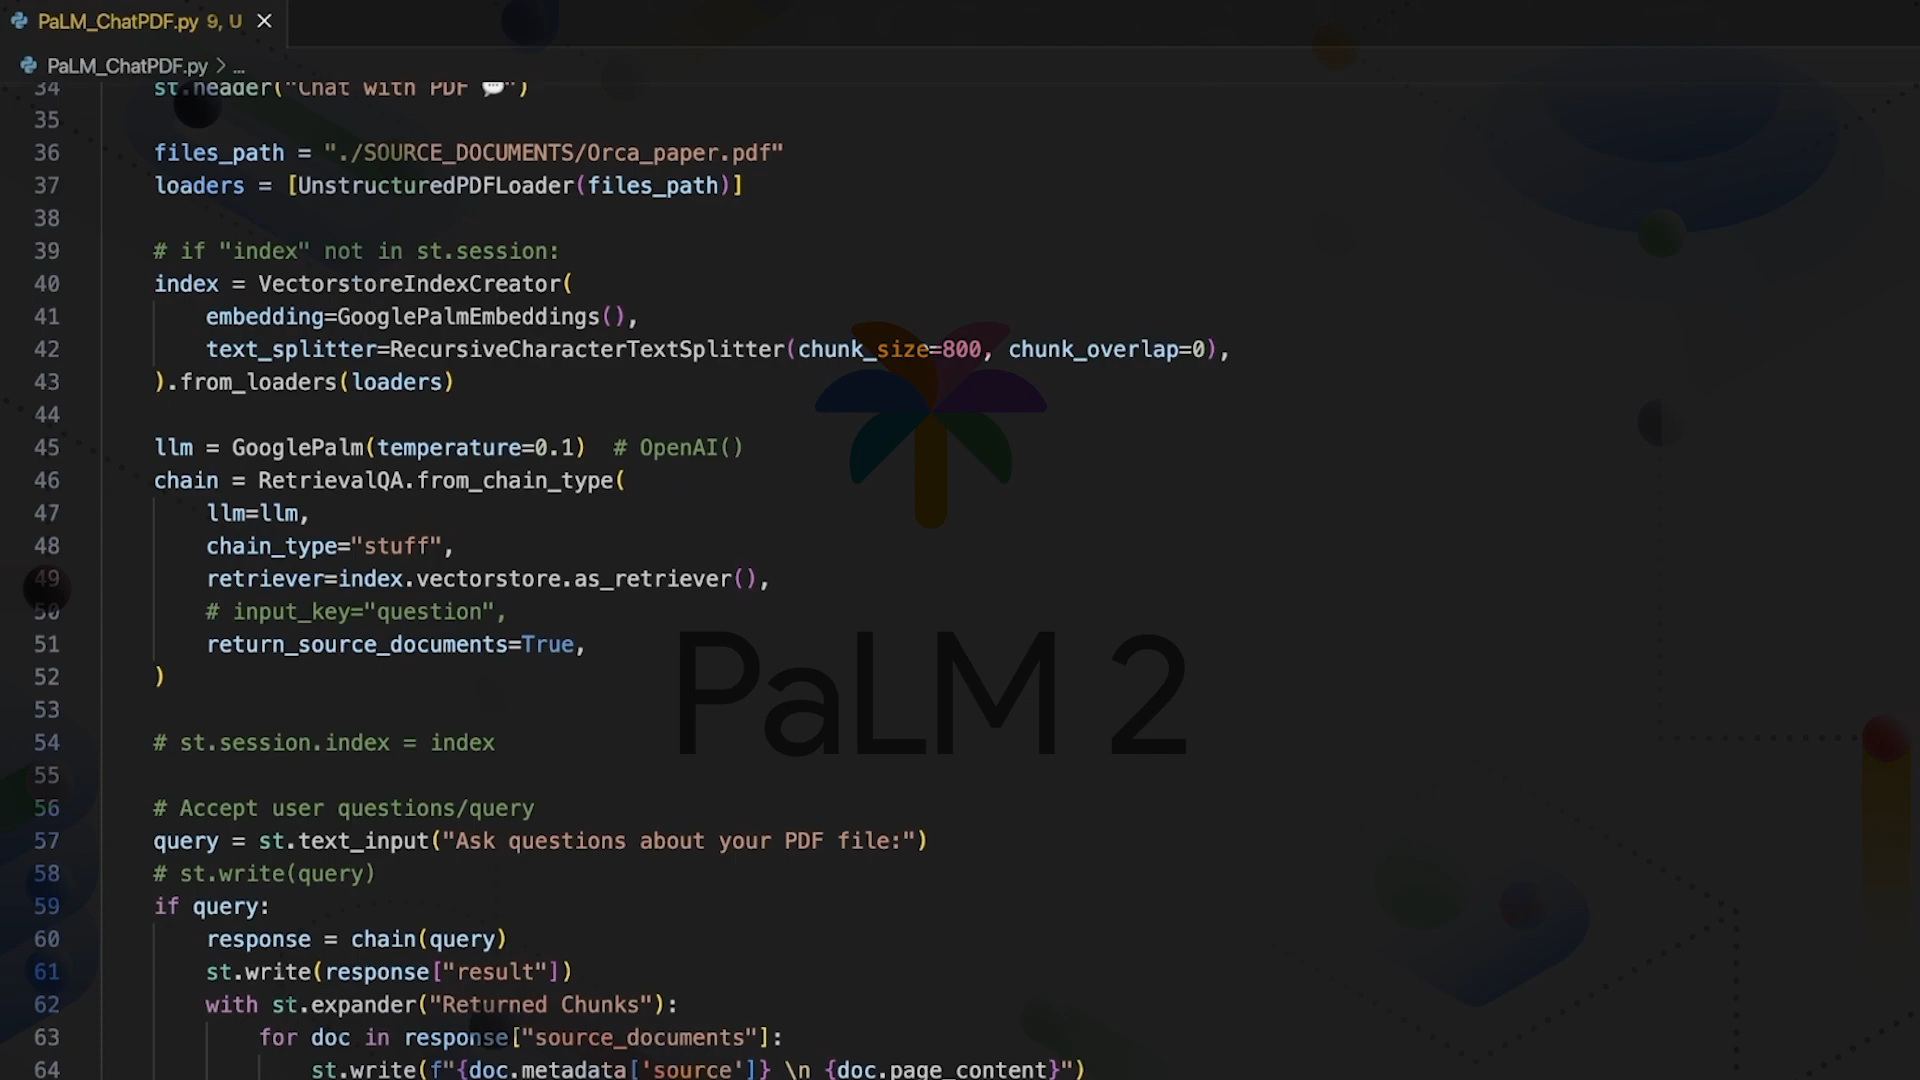 PaLM_ChatPDF.py 9, U ×
PaLM_ChatPDF.py > ...
34 st.header("Chat with PDF 💬")
35
36 files_path = "./SOURCE_DOCUMENTS/Orca_paper.pdf"
37 loaders = [UnstructuredPDFLoader(files_path)]
38
39 # if "index" not in st.session:
40 index = VectorstoreIndexCreator(
41 embedding=GooglePalmEmbeddings(),
42 text_splitter=RecursiveCharacterTextSplitter(chunk_size=800, chunk_overlap=0),
43 ).from_loaders(loaders)
44
45 llm = GooglePalm(temperature=0.1) # OpenAI()
46 chain = RetrievalQA.from_chain_type(
47 llm=llm,
48 chain_type="stuff",
49 retriever=index.vectorstore.as_retriever(),
50 # input_key="question",
51 return_source_documents=True,
52 )
53
54 # st.session.index = index
55
56 # Accept user questions/query
57 query = st.text_input("Ask questions about your PDF file:")
58 # st.write(query)
59 if query:
60 response = chain(query)
61 st.write(response["result"])
62 with st.expander("Returned Chunks"):
63 for doc in response["source_documents"]:
64 st.write(f"{doc.metadata['source']} \n {doc.page_content}")
PaLM 2